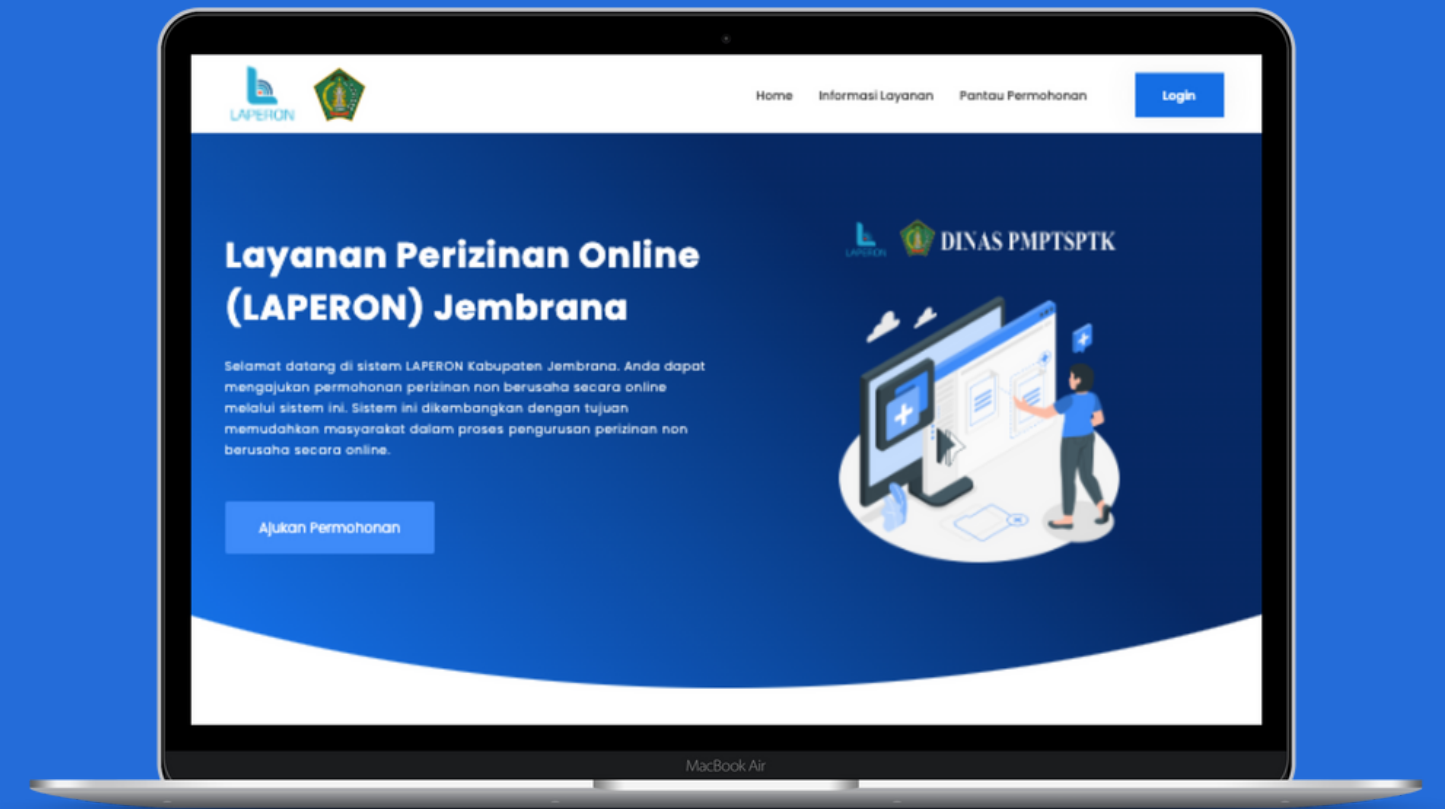 LAPERON
Home Informasi Layanan Pantau Permohonan Login
Layanan Perizinan Online
(LAPERON) Jembrana
Selamat datang di sistem LAPERON Kabupaten Jembrana. Anda dapat
mengajukan permohonan perizinan non berusaha secara online
melalui sistem ini. Sistem ini dikembangkan dengan tujuan
memudahkan masyarakat dalam proses pengurusan perizinan non
berusaha secara online.
Ajukan Permohonan
LAPERON DINAS PMPTSPTK
MacBook Air